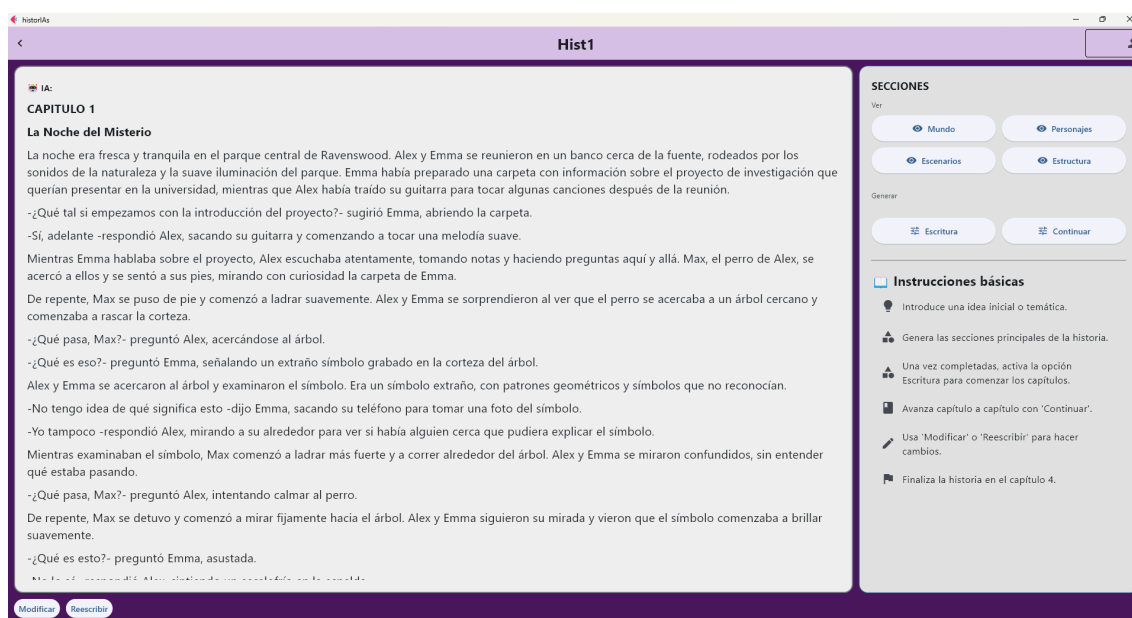 historIAs
Hist1
IA:
CAPITULO 1
La Noche del Misterio
La noche era fresca y tranquila en el parque central de Ravenswood. Alex y Emma se reunieron en un banco cerca de la fuente, rodeados por los
sonidos de la naturaleza y la suave iluminación del parque. Emma había preparado una carpeta con información sobre el proyecto de investigación que
querían presentar en la universidad, mientras que Alex había traído su guitarra para tocar algunas canciones después de la reunión.
-¿Qué tal si empezamos con la introducción del proyecto?- sugirió Emma, abriendo la carpeta.
-Sí, adelante -respondió Alex, sacando su guitarra y comenzando a tocar una melodía suave.
Mientras Emma hablaba sobre el proyecto, Alex escuchaba atentamente, tomando notas y haciendo preguntas aquí y allá. Max, el perro de Alex, se
acercó a ellos y se sentó a sus pies, mirando con curiosidad la carpeta de Emma.
De repente, Max se puso de pie y comenzó a ladrar suavemente. Alex y Emma se sorprendieron al ver que el perro se acercaba a un árbol cercano y
comenzaba a rascar la corteza.
-¿Qué pasa, Max?- preguntó Alex, acercándose al árbol.
-¿Qué es eso?- preguntó Emma, señalando un extraño símbolo grabado en la corteza del árbol.
Alex y Emma se acercaron al árbol y examinaron el símbolo. Era un símbolo extraño, con patrones geométricos y símbolos que no reconocían.
-No tengo idea de qué significa esto -dijo Emma, sacando su teléfono para tomar una foto del símbolo.
-Yo tampoco -respondió Alex, mirando a su alrededor para ver si había alguien cerca que pudiera explicar el símbolo.
Mientras examinaban el símbolo, Max comenzó a ladrar más fuerte y a correr alrededor del árbol. Alex y Emma se miraron confundidos, sin entender
qué estaba pasando.
-¿Qué pasa, Max?- preguntó Alex, intentando calmar al perro.
De repente, Max se detuvo y comenzó a mirar fijamente hacia el árbol. Alex y Emma siguieron su mirada y vieron que el símbolo comenzaba a brillar
suavemente.
-¿Qué es esto?- preguntó Emma, asustada.
Modificar
Reescribir
SECCIONES
Ver
Mundo
Personajes
Escenarios
Estructura
Generar
Escritura
Continuar
Instrucciones básicas
Introduce una idea inicial o temática.
Genera las secciones principales de la historia.
Una vez completadas, activa la opción
Escritura para comenzar los capítulos.
Avanza capítulo a capítulo con 'Continuar'.
Usa 'Modificar' o 'Reescribir' para hacer
cambios.
Finaliza la historia en el capítulo 4.